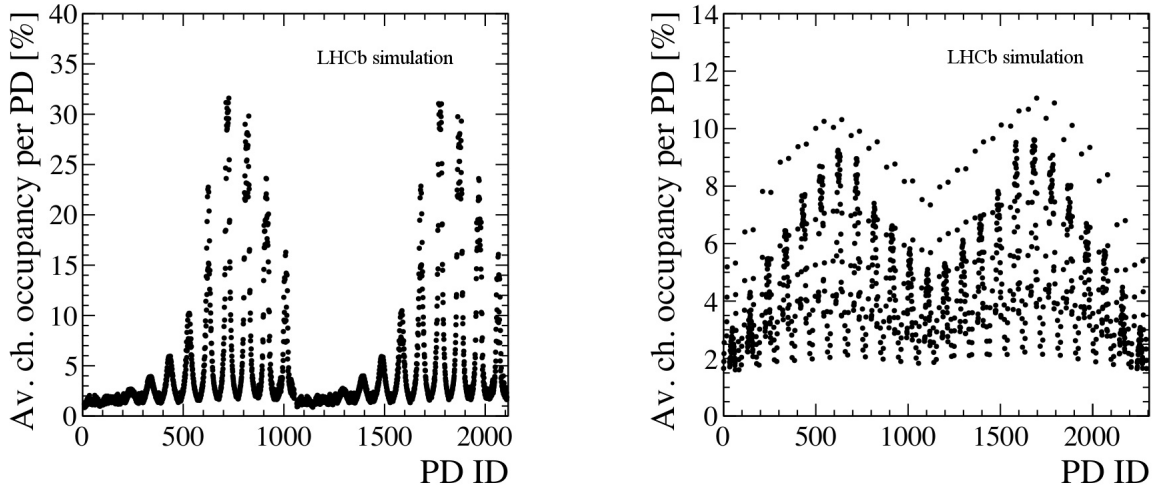 Av. ch. occupancy per PD [%]
40
35
30
25
20
15
10
5
0
LHCb simulation
0 500 1000 1500 2000
PD ID
Av. ch. occupancy per PD [%]
14
12
10
8
6
4
2
0
LHCb simulation
0 500 1000 1500 2000
PD ID